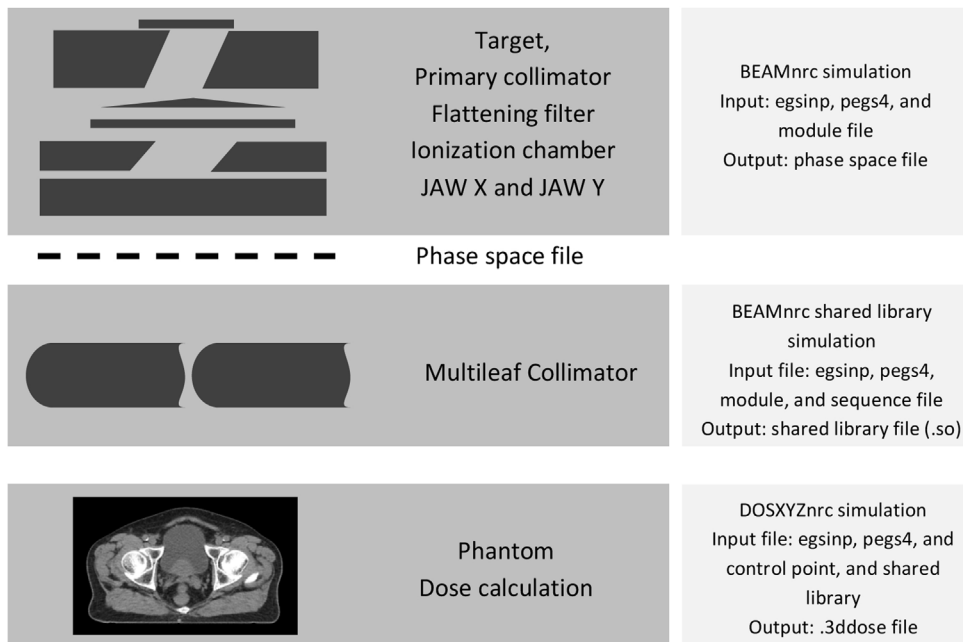 Target,
Primary collimator
Flattening filter
Ionization chamber
JAW X and JAW Y
BEAMnrc simulation
Input: egsinp, pegs4, and
module file
Output: phase space file
Phase space file
Multileaf Collimator
BEAMnrc shared library
simulation
Input file: egsinp, pegs4,
module, and sequence file
Output: shared library file (.so)
Phantom
Dose calculation
DOSXYZnrc simulation
Input file: egsinp, pegs4, and
control point, and shared
library
Output: .3ddose file